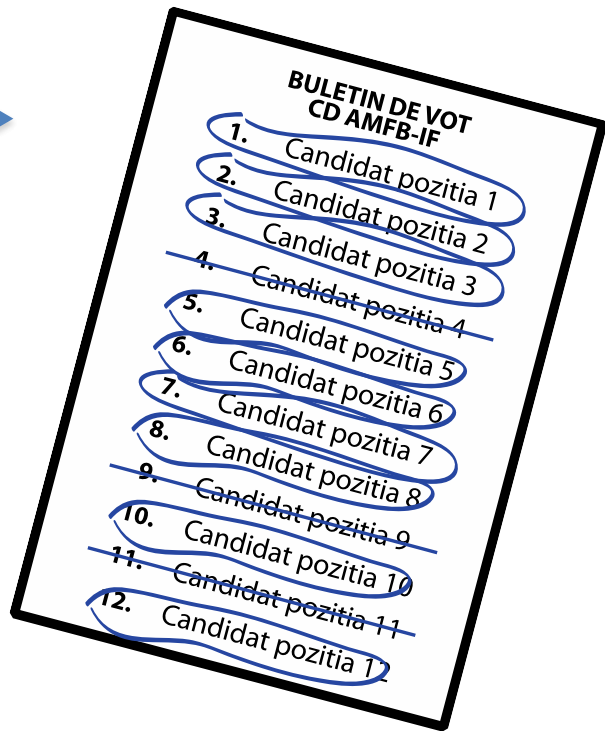 BULETIN DE VOT
CD AMFB-IF
1. Candidat pozitia 1
2. Candidat pozitia 2
3. Candidat pozitia 3
4. Candidat pozitia 4
5. Candidat pozitia 5
6. Candidat pozitia 6
7. Candidat pozitia 7
8. Candidat pozitia 8
9. Candidat pozitia 9
10. Candidat pozitia 10
11. Candidat pozitia 11
12. Candidat pozitia 12